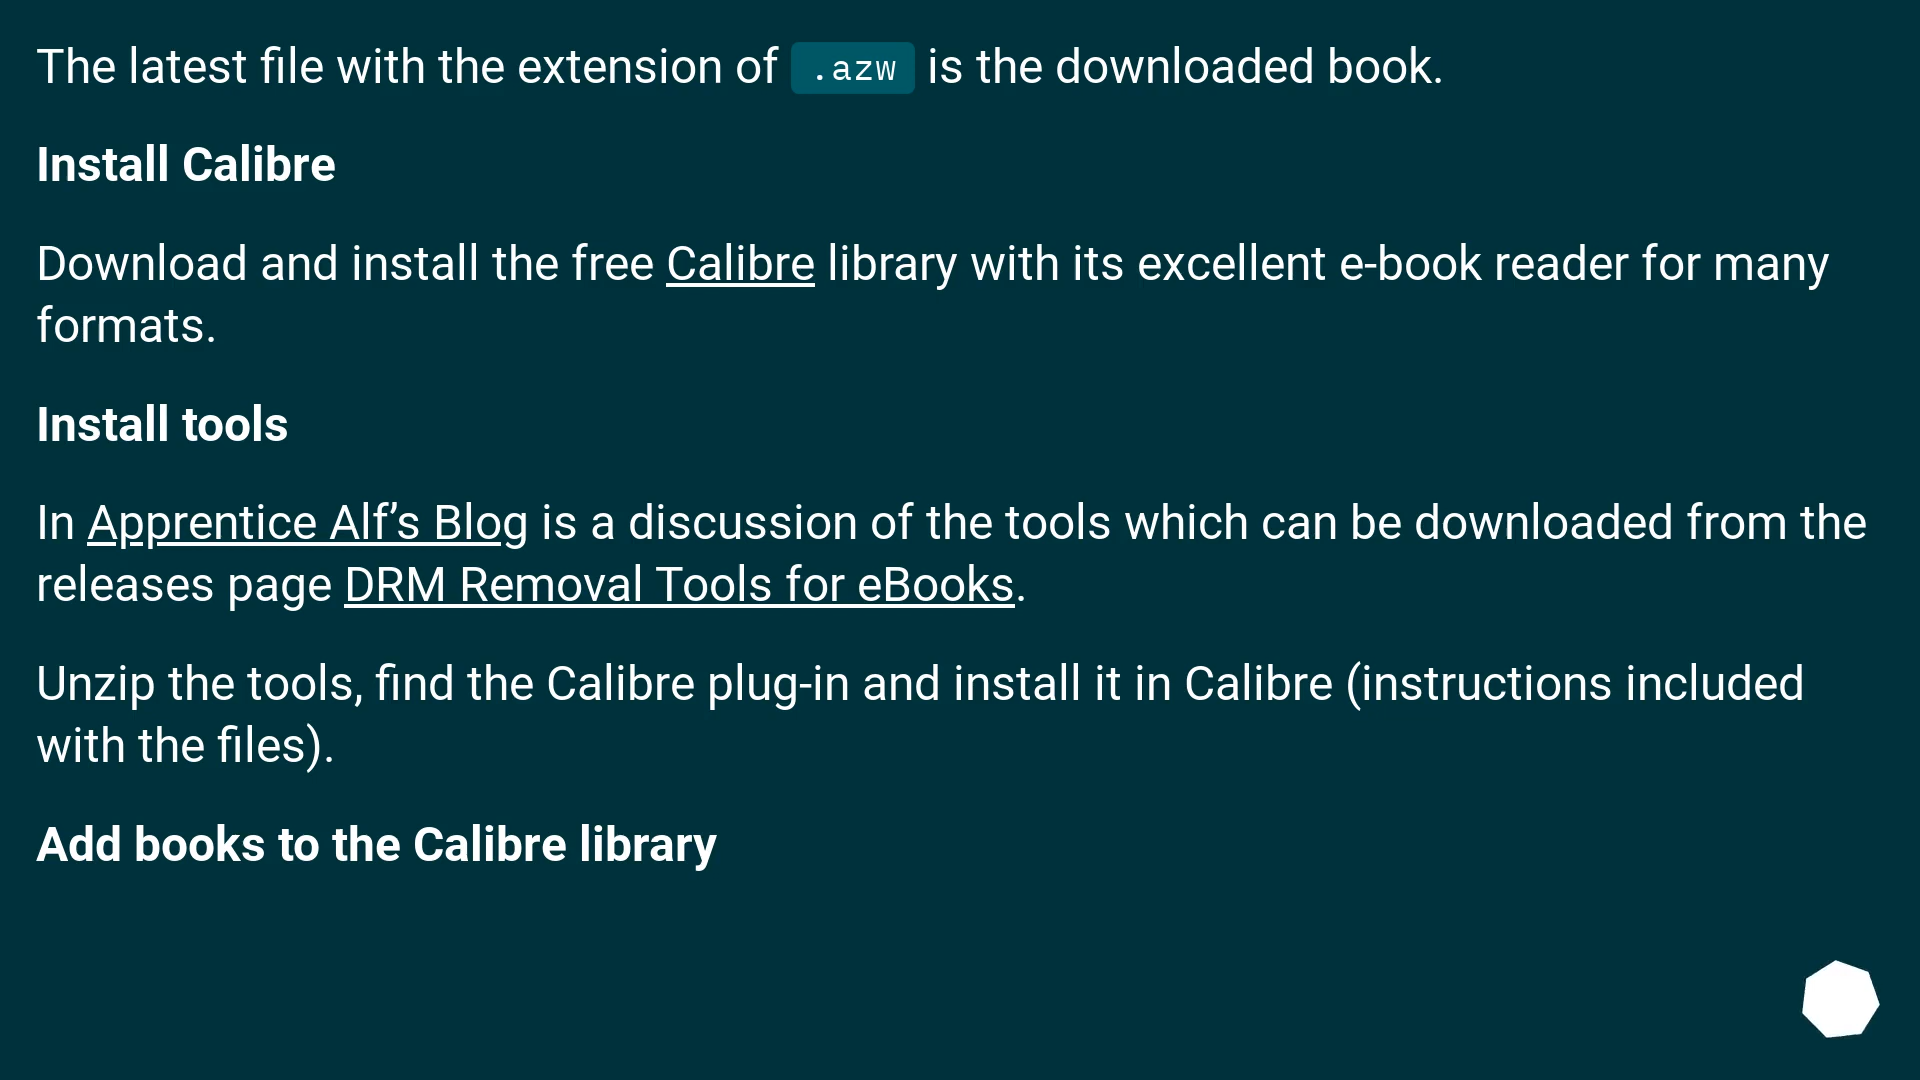 The latest file with the extension of .azw is the downloaded book.
Install Calibre
Download and install the free Calibre library with its excellent e-book reader for many
formats.
Install tools
In Apprentice Alf’s Blog is a discussion of the tools which can be downloaded from the
releases page DRM Removal Tools for eBooks.
Unzip the tools, find the Calibre plug-in and install it in Calibre (instructions included
with the files).
Add books to the Calibre library